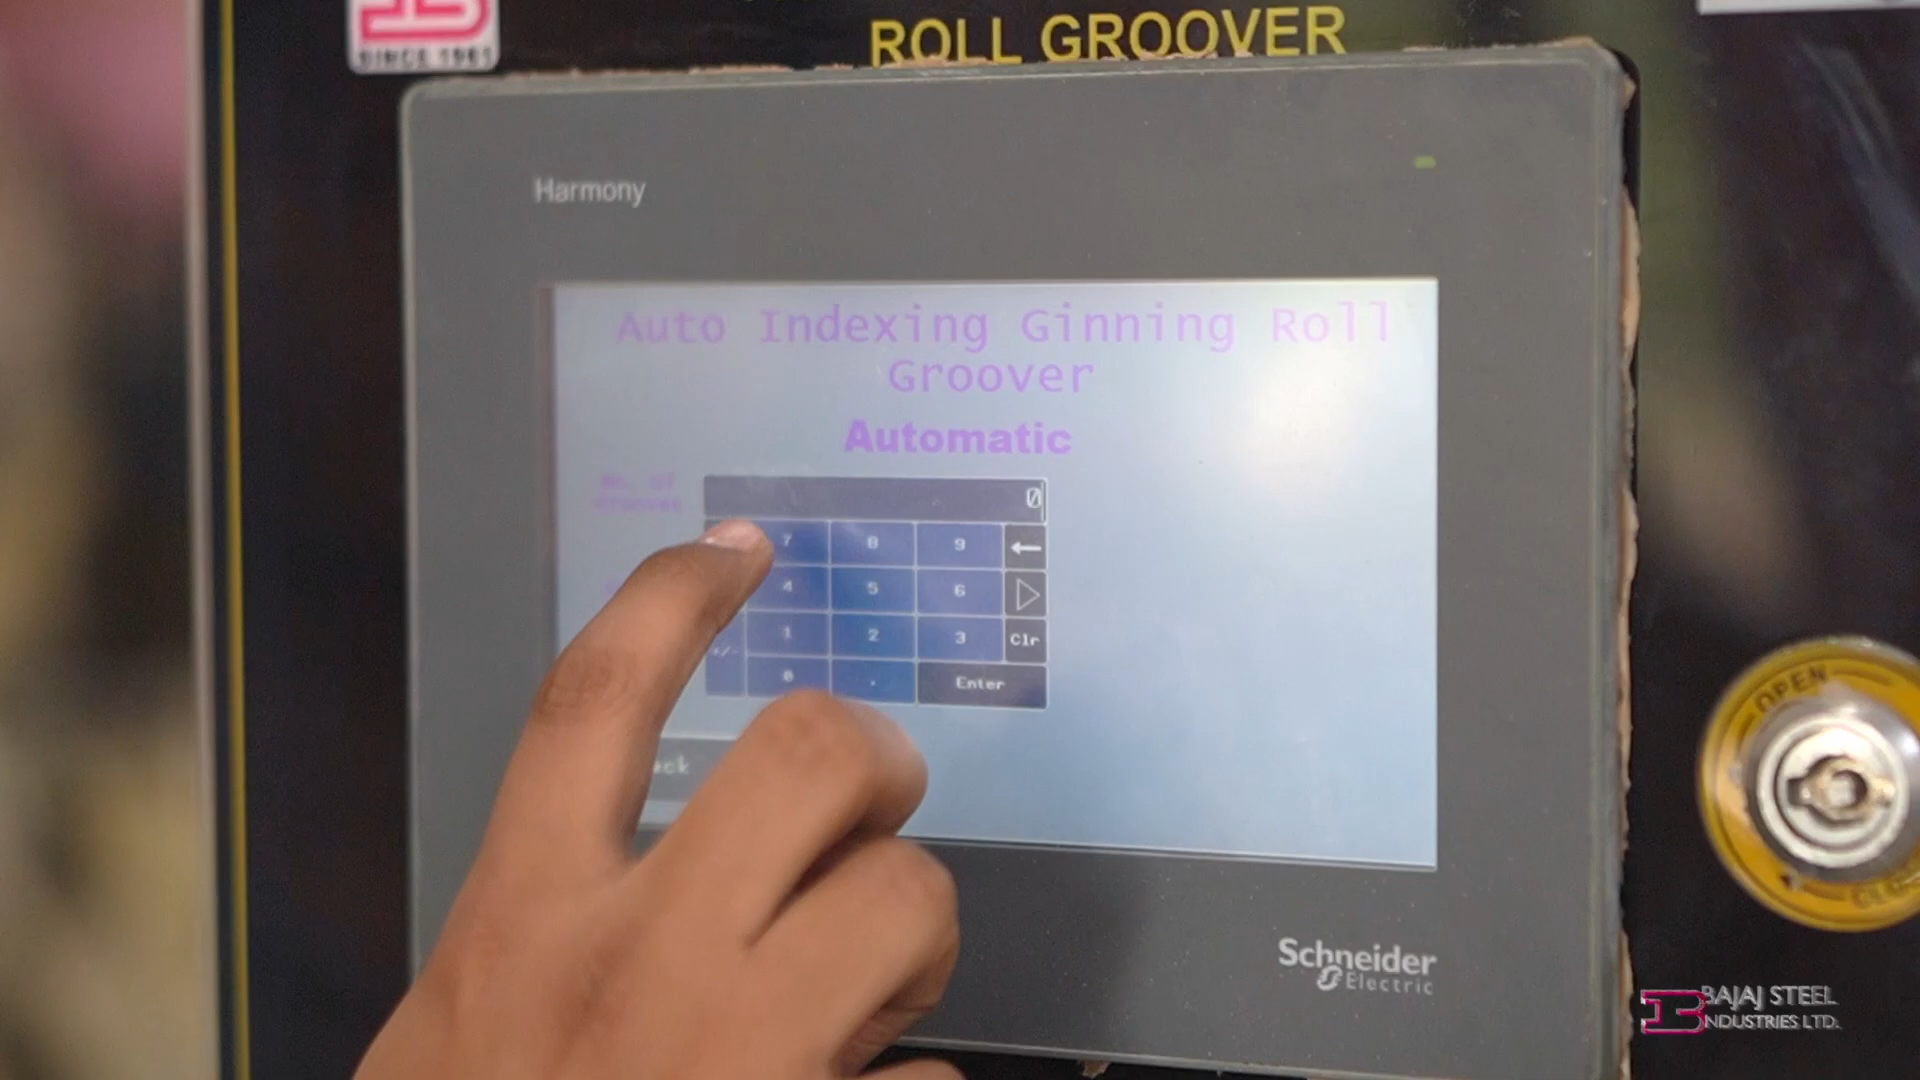 SINCE 1961
ROLL GROOVER
Harmony
Auto Indexing Ginning Roll
Groover
Automatic
No. of
Grooves
0
7 8 9
4 5 6
+/- 1 2 3 Clr
0 . Enter
ack
OPEN
Schneider
Electric
BAJAJ STEEL
INDUSTRIES LTD.